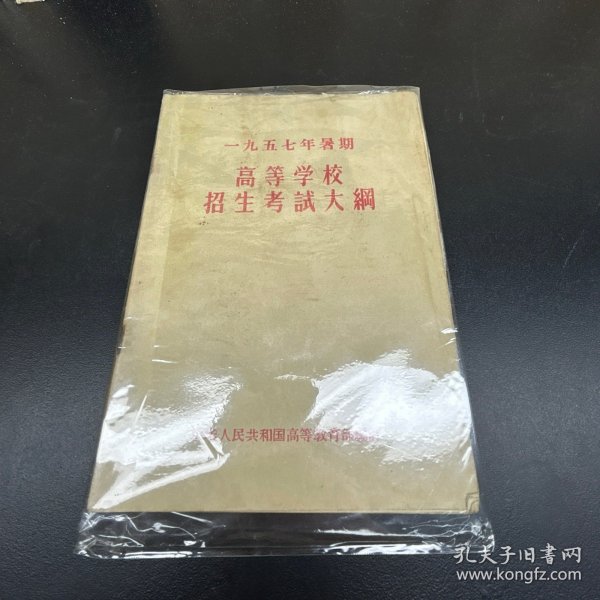 一九五七年暑期
高等学校
招生考試大綱
人民共和国高等教育部
孔夫子旧書网
www.kongfz.com